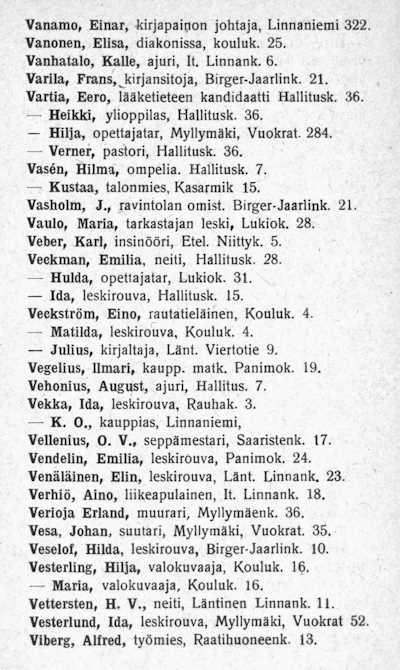 Vanamo, Einar, kirjapainon johtaja, Linnaniemi 322.
Vanonen, Elisa, diakonissa, kouluk. 25.
Vanhatalo, Kalle, ajuri, It. Linnank. 6.
Varila, Frans, kirjansitoja, Birger-Jaarlink. 21.
Vartia, Eero, lääketieteen kandidaatti Hallitusk. 36.
— Heikki, ylioppilas, Hallitusk. 36.
— Hilja, opettajatar, Myllymäki, Vuokrat. 284.
— Verner, pastori, Hallitusk. 36.
Vasén, Hilma, ompelia. Hallitusk. 7.
— Kustaa, talonmies, Kasarmik 15.
Vasholm, J., ravintolan omist. Birger-Jaarlink. 21.
Vaulo, Maria, tarkastajan leski, Lukiok. 28.
Veber, Karl, insinööri, Etel. Niittyk. 5.
Veckman, Emilia, neiti, Hallitusk. 28.
— Hulda, opettajatar, Lukiok. 31.
— Ida, leskirouva, Hallitusk. 15.
Veckström, Eino, rautatieläinen, Kouluk. 4.
— Matilda, leskirouva, Kouluk. 4.
— Julius, kirjaltaja, Länt. Viertotie 9.
Vegelius, Ilmari, kaupp. matk. Panimok. 19.
Vehonius, August, ajuri, Hallitus. 7.
Vekka, Ida, leskirouva, Rauhak. 3.
— K. O., kauppias, Linnaniemi,
Vellenius, O. V., seppämestari, Saaristenk. 17.
Vendelin, Emilia, leskirouva, Panimok. 24.
Venäläinen, Elin, leskirouva, Länt. Linnank. 23.
Verhiö, Aino, liikeapulainen, It. Linnank. 18.
Verioja Erland, muurari, Myllymäenk. 36.
Vesa, Johan, suutari, Myllymäki, Vuokrat. 35.
Veselof, Hilda, leskirouva, Birger-Jaarlink. 10.
Vesterling, Hilja, valokuvaaja, Kouluk. 16.
— Maria, valokuvaaja, Kouluk. 16.
Vettersten, H. V., neiti, Läntinen Linnank. 11.
Vesterlund, Ida, leskirouva, Myllymäki, Vuokrat 52.
Viberg, Alfred, työmies, Raatihuoneenk. 13.